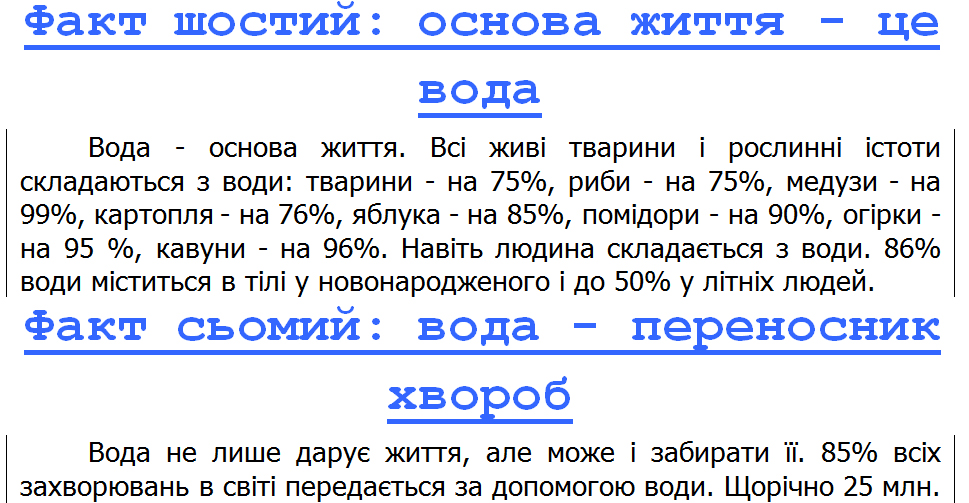 Факт шостий: основа життя – це
вода
Вода - основа життя. Всі живі тварини і рослинні істоти
складаються з води: тварини - на 75%, риби - на 75%, медузи - на
99%, картопля - на 76%, яблука - на 85%, помідори - на 90%, огірки -
на 95 %, кавуни - на 96%. Навіть людина складається з води. 86%
води міститься в тілі у новонародженого і до 50% у літніх людей.
Факт сьомий: вода – переносник
хвороб
Вода не лише дарує життя, але може і забирати її. 85% всіх
захворювань в світі передається за допомогою води. Щорічно 25 млн.